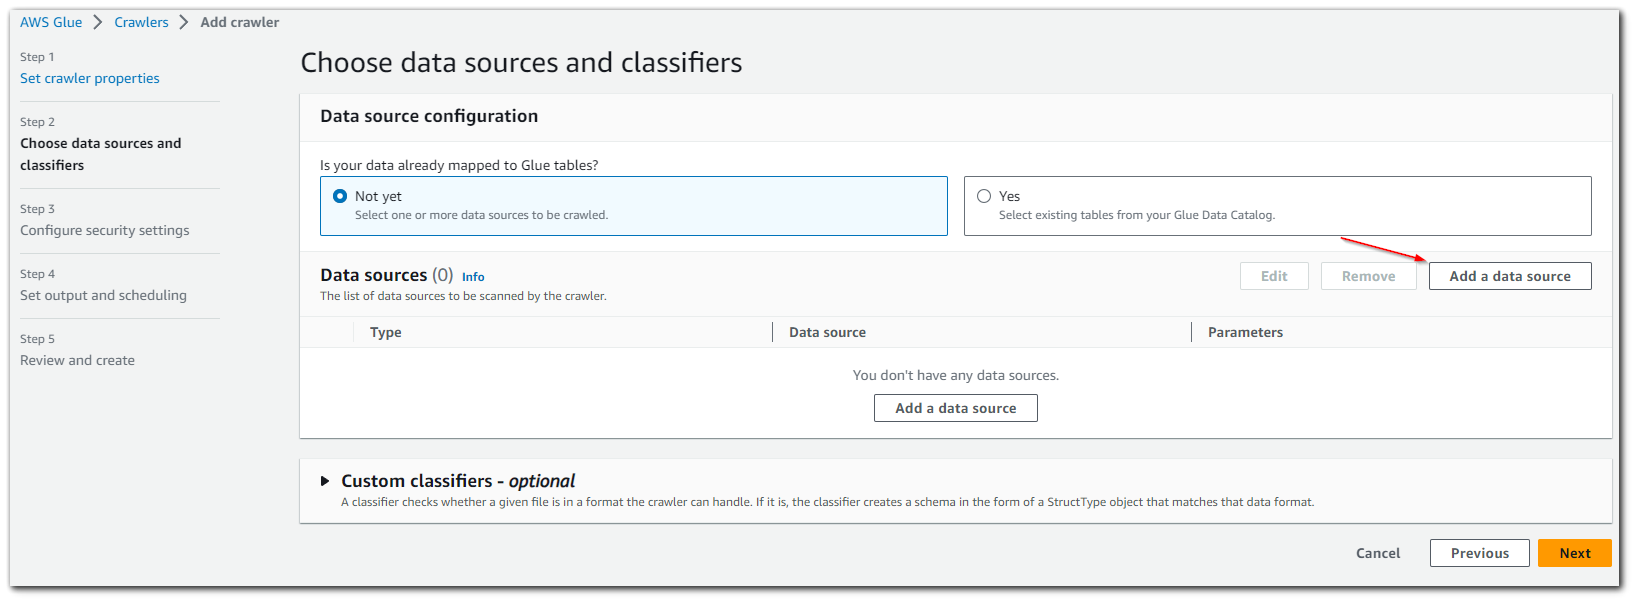 AWS Glue > Crawlers > Add crawler
Step 1
Set crawler properties
Step 2
Choose data sources and
classifiers
Step 3
Configure security settings
Step 4
Set output and scheduling
Step 5
Review and create
Choose data sources and classifiers
Data source configuration
Is your data already mapped to Glue tables?
Not yet
Select one or more data sources to be crawled.
Yes
Select existing tables from your Glue Data Catalog.
Data sources (0) Info
The list of data sources to be scanned by the crawler.
Edit
Remove
Add a data source
Type
Data source
Parameters
You don't have any data sources.
Add a data source
Custom classifiers - optional
A classifier checks whether a given file is in a format the crawler can handle. If it is, the classifier creates a schema in the form of a StructType object that matches that data format.
Cancel
Previous
Next